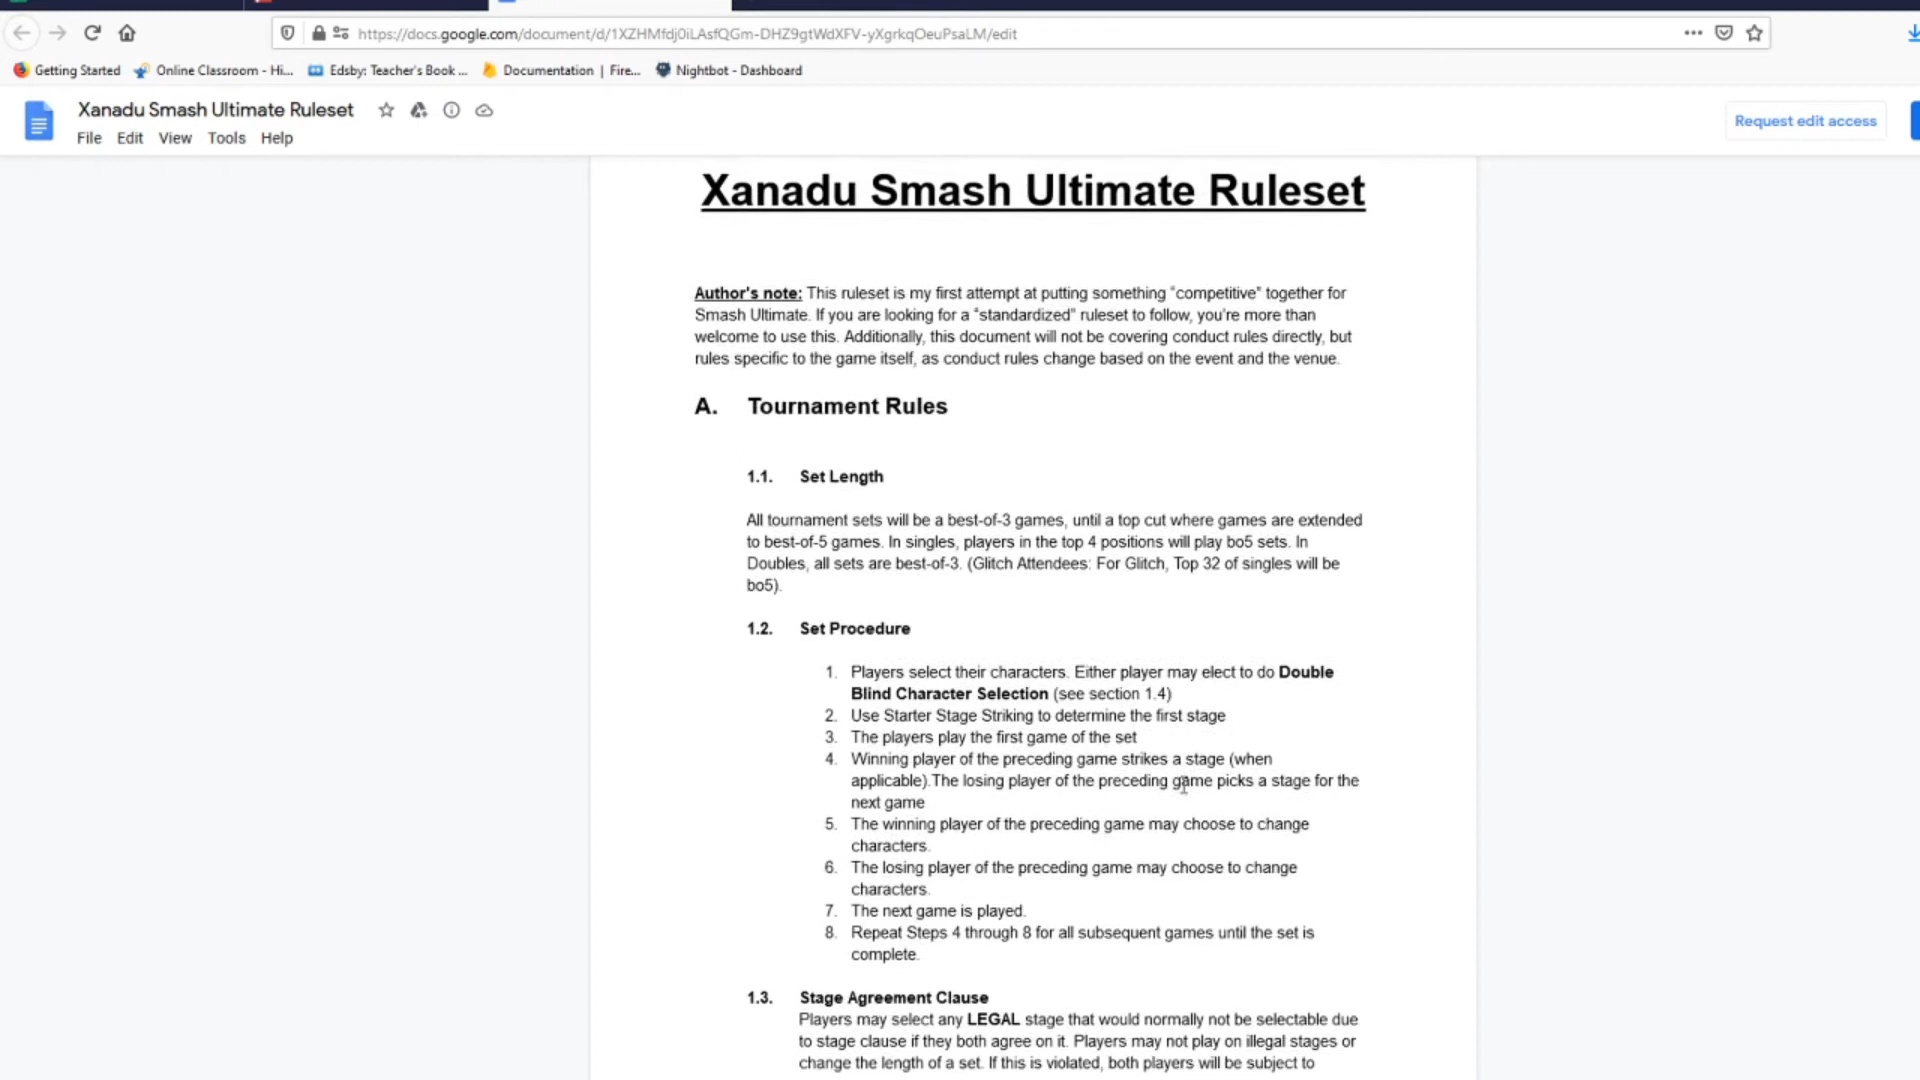 https://docs.google.com/document/d/1XZHMfdj0iLAsfQGm-DHZ9gtWdXFV-yXgrkqOeuPsaLM/edit
Getting Started Online Classroom - Hi... Edsby: Teacher's Book ... Documentation | Fire... Nightbot - Dashboard
Xanadu Smash Ultimate Ruleset
File Edit View Tools Help
Request edit access
Xanadu Smash Ultimate Ruleset
Author's note: This ruleset is my first attempt at putting something "competitive" together for
Smash Ultimate. If you are looking for a "standardized" ruleset to follow, you're more than
welcome to use this. Additionally, this document will not be covering conduct rules directly, but
rules specific to the game itself, as conduct rules change based on the event and the venue.
A. Tournament Rules
1.1. Set Length
All tournament sets will be a best-of-3 games, until a top cut where games are extended
to best-of-5 games. In singles, players in the top 4 positions will play bo5 sets. In
Doubles, all sets are best-of-3. (Glitch Attendees: For Glitch, Top 32 of singles will be
bo5).
1.2. Set Procedure
1. Players select their characters. Either player may elect to do Double
Blind Character Selection (see section 1.4)
2. Use Starter Stage Striking to determine the first stage
3. The players play the first game of the set
4. Winning player of the preceding game strikes a stage (when
applicable).The losing player of the preceding game picks a stage for the
next game
5. The winning player of the preceding game may choose to change
characters.
6. The losing player of the preceding game may choose to change
characters.
7. The next game is played.
8. Repeat Steps 4 through 8 for all subsequent games until the set is
complete.
1.3. Stage Agreement Clause
Players may select any LEGAL stage that would normally not be selectable due
to stage clause if they both agree on it. Players may not play on illegal stages or
change the length of a set. If this is violated, both players will be subject to